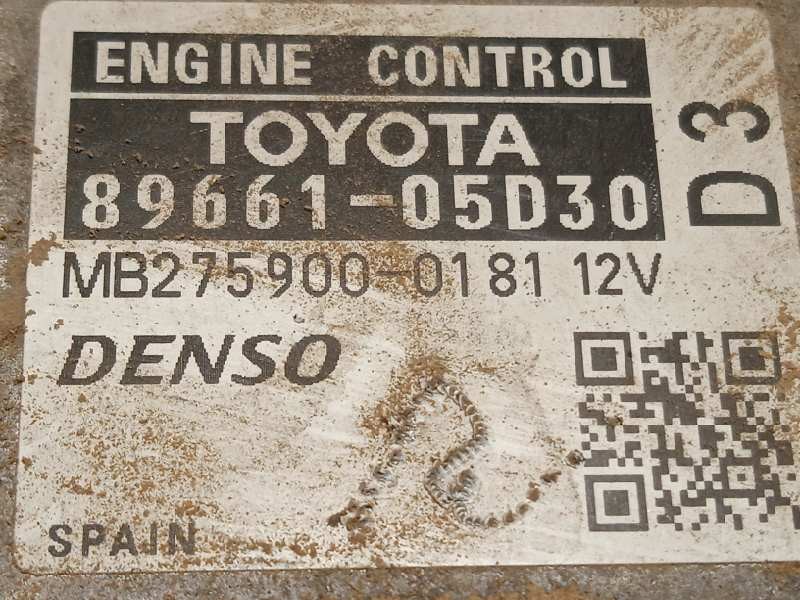 ENGINE CONTROL
TOYOTA
89661-05D30
D3
MB275900-0181 12V
DENSO
SPAIN